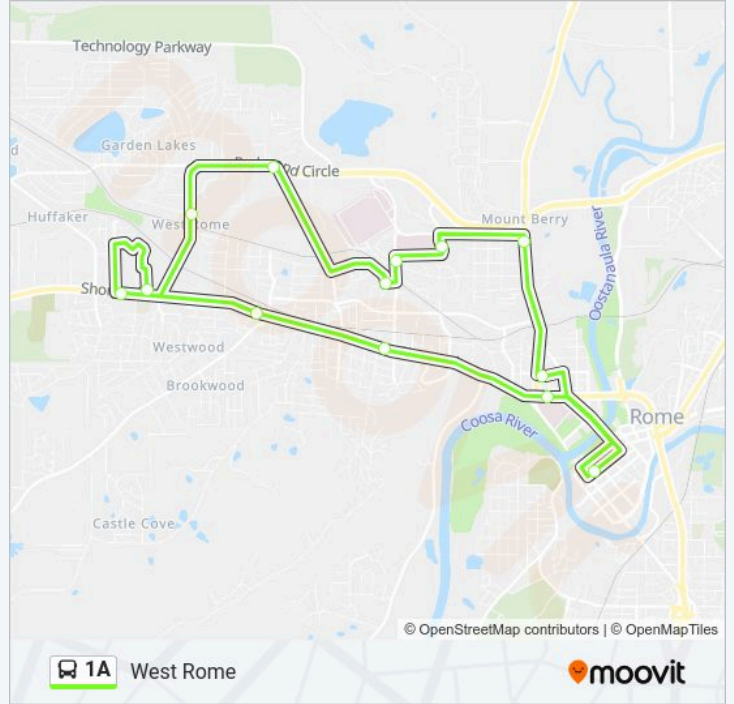 Technology Parkway
Garden Lakes
Rd Circle
Huffaker
West Rome
Mount Berry
Oostanaula River
Westwood
Brookwood
Coosa River
Rome
Castle Cove
© OpenStreetMap contributors | © OpenMapTiles
1A West Rome
moovit